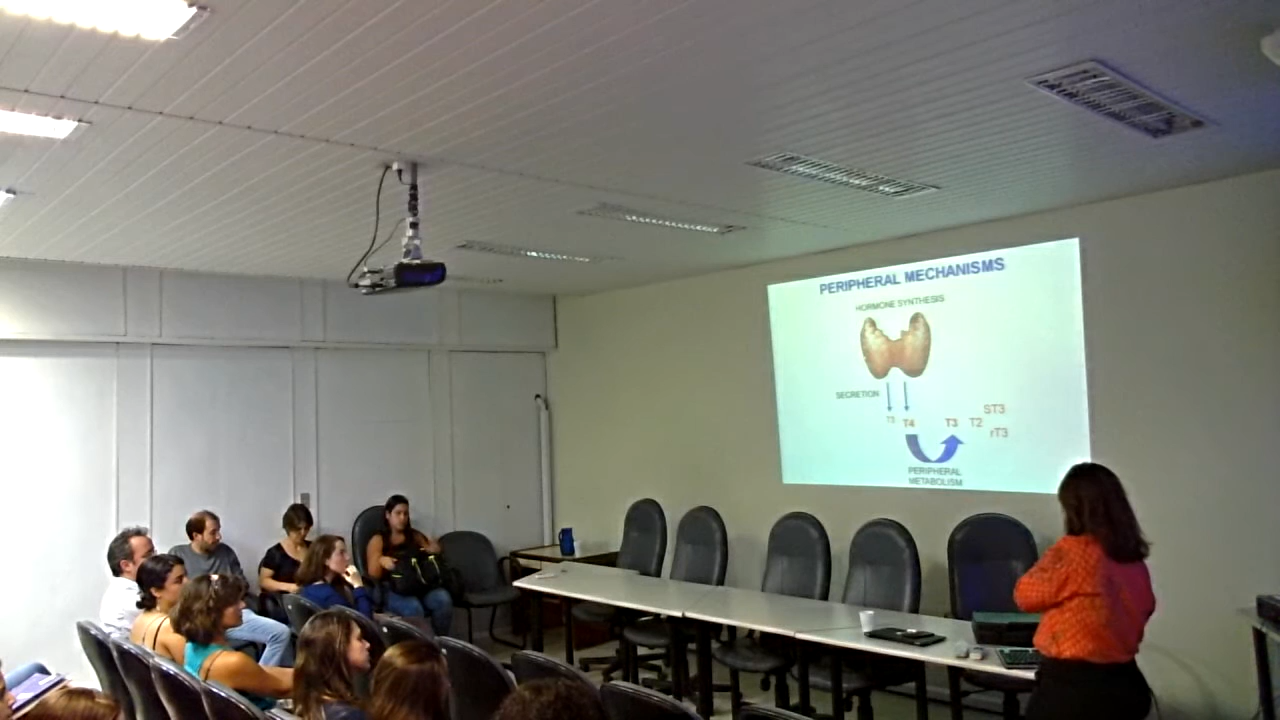 PERIPHERAL MECHANISMS
HORMONE SYNTHESIS
SECRETION
T3 T4 T3 T2 ST3
rT3
PERIPHERAL
METABOLISM